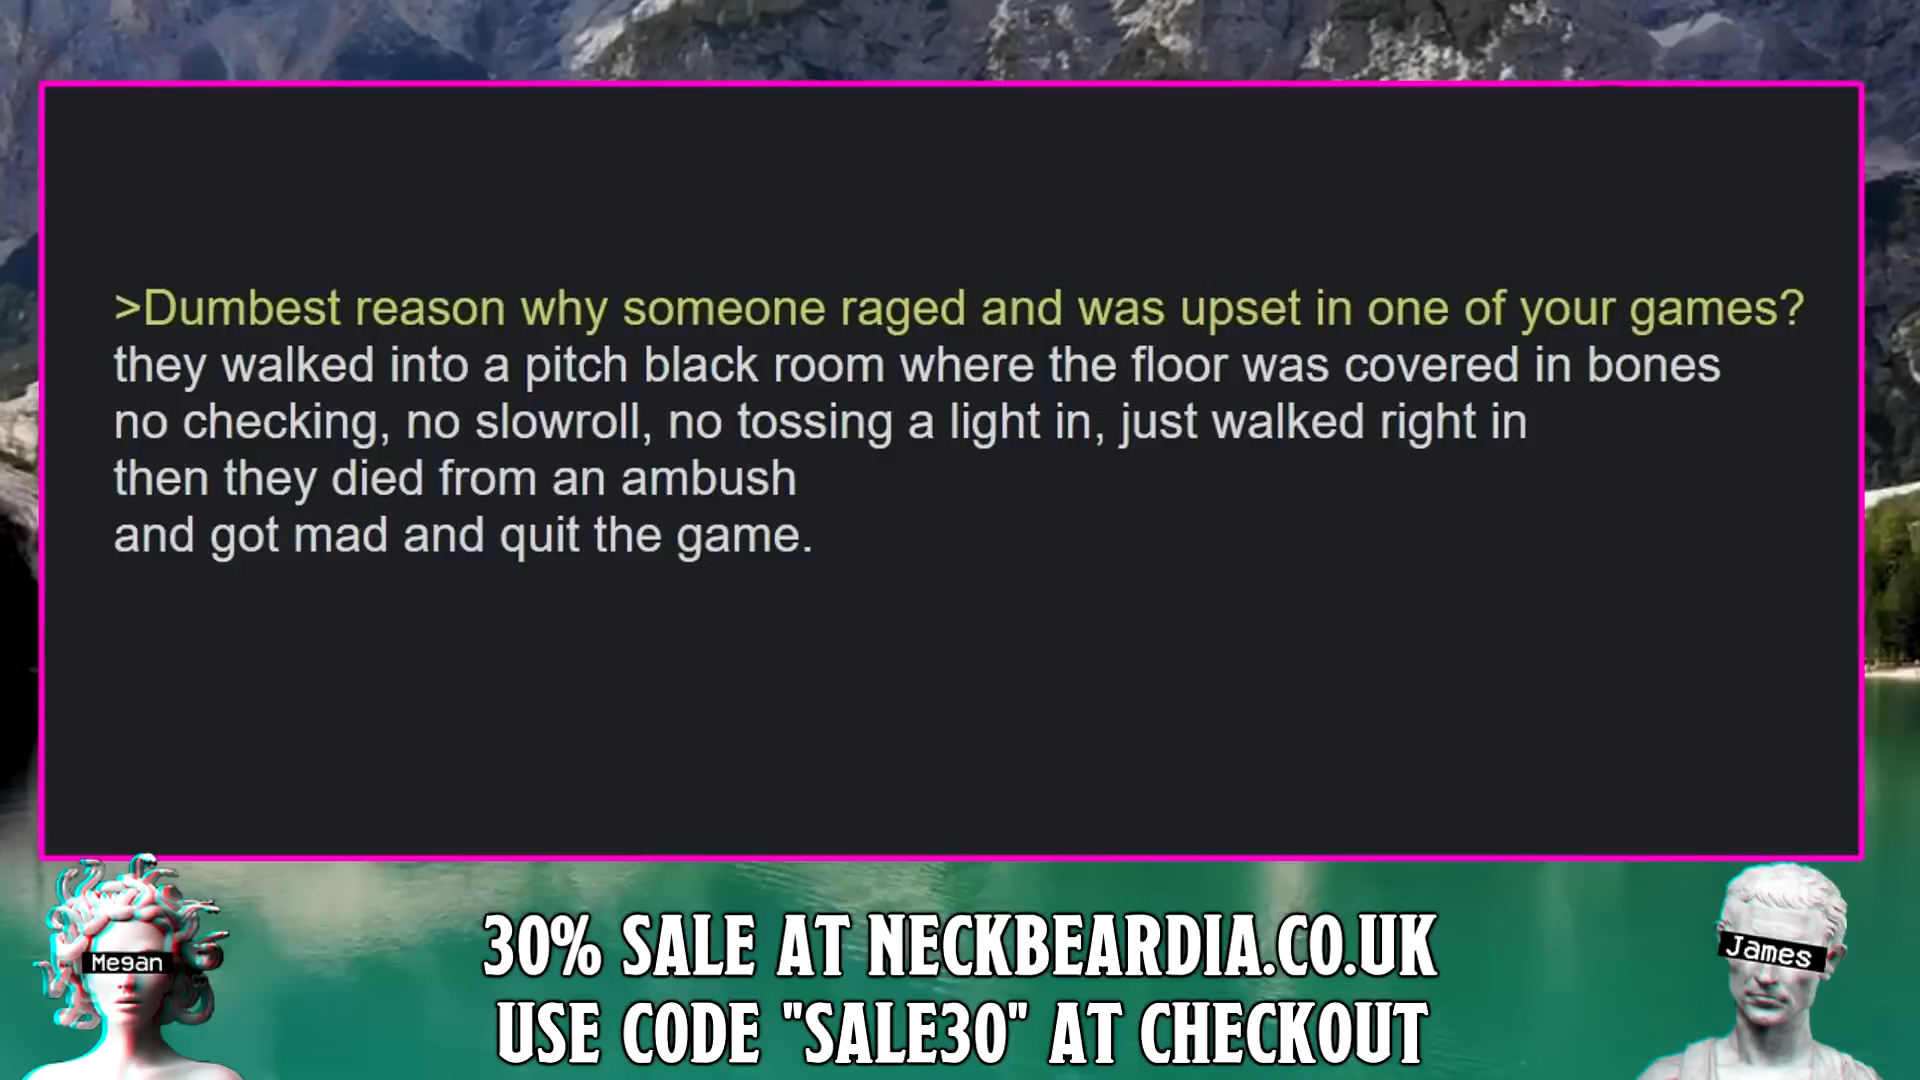 >Dumbest reason why someone raged and was upset in one of your games?
they walked into a pitch black room where the floor was covered in bones
no checking, no slowroll, no tossing a light in, just walked right in
then they died from an ambush
and got mad and quit the game.
Megan
James
30% SALE AT NECKBEARDIA.CO.UK
USE CODE "SALE30" AT CHECKOUT